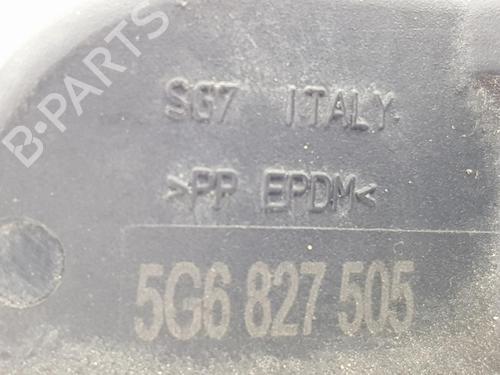 B-PARTS
SG7 ITALY
>PP EPDM<
5G6 827 505